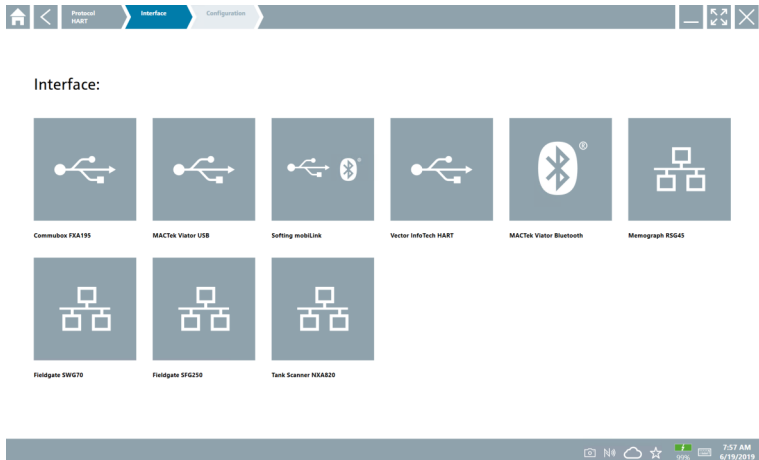 Protocol
HART
Interface
Configuration
Interface:
Commubox FXA195
MACTek Viator USB
Softing mobiLink
Vector InfoTech HART
MACTek Viator Bluetooth
Memograph RSG45
Fieldgate SWG70
Fieldgate SFG250
Tank Scanner NXA820
99%
7:57 AM
6/19/2019